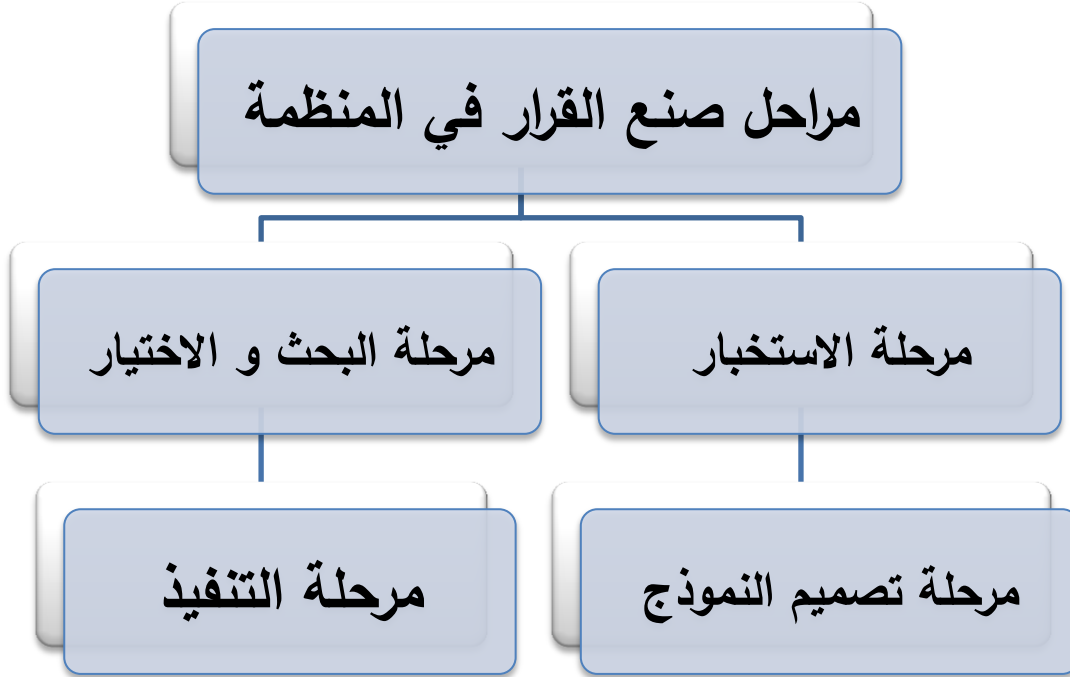 مراحل صنع القرار في المنظمة
مرحلة الاستخبار
مرحلة البحث و الاختيار
مرحلة تصميم النموذج
مرحلة التنفيذ